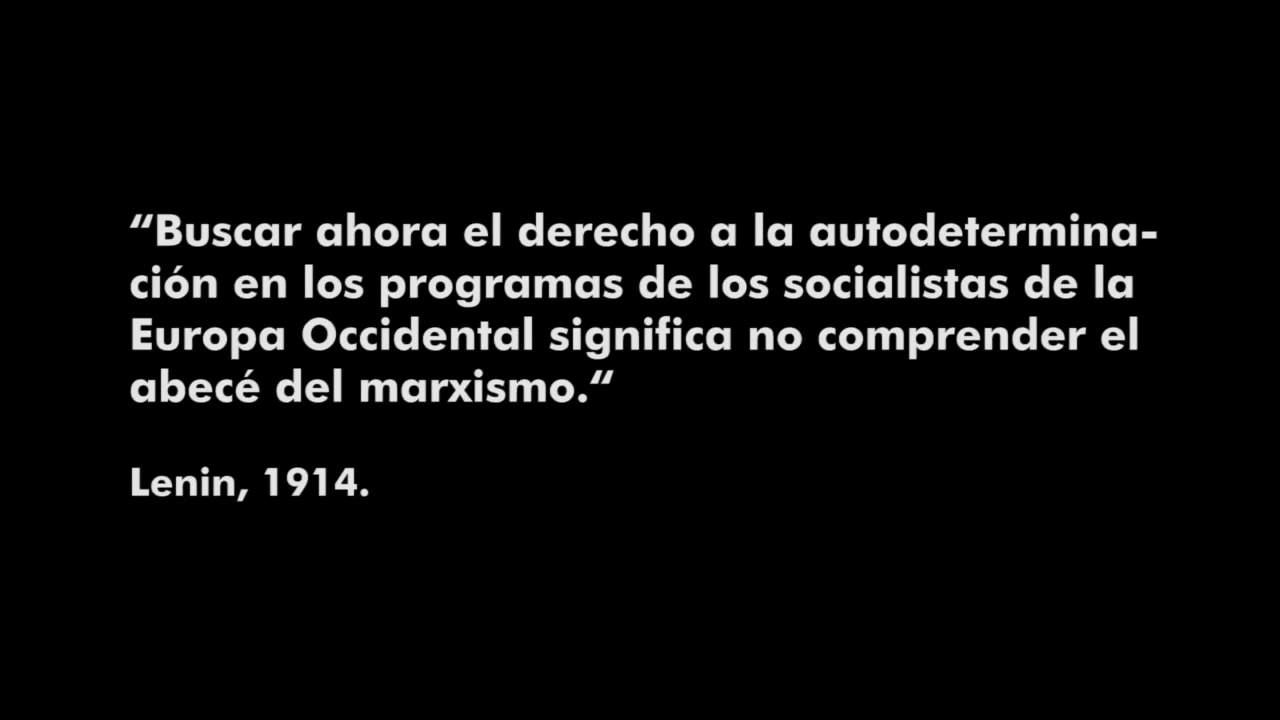 “Buscar ahora el derecho a la autodetermina-
ción en los programas de los socialistas de la
Europa Occidental significa no comprender el
abecé del marxismo.“
Lenin, 1914.